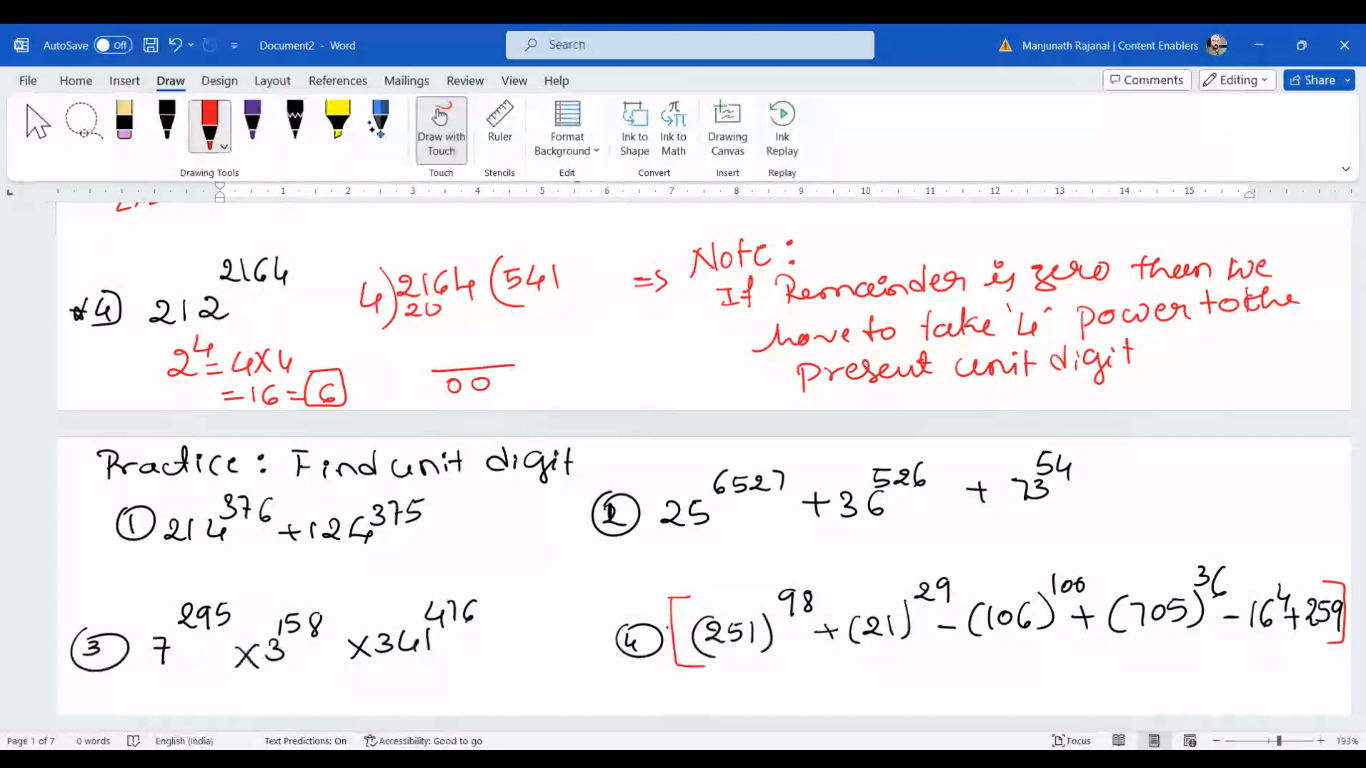 AutoSave Off Document2 - Word Search Manjunath Rajanal | Content Enablers
File Home Insert Draw Design Layout References Mailings Review View Help Comments Editing Share
Draw with Touch Ruler Format Background Ink to Shape Ink to Math Drawing Canvas Ink Replay
Drawing Tools Touch Stencils Edit Convert Insert Replay
1 2 3 4 5 6 7 8 9 10 11 12 13 14 15
*④ 212^2164
2^4 = 4×4
= 16 = 6
4) 2164 (541
20
00
=> Note:
If Remainder is zero then we
have to take '4' power to the
present unit digit
Practice: Find unit digit
① 214^376 + 124^375
② 25^6527 + 36^526 + 73^54
③ 7^295 × 3^158 × 341^476
④ [(251)^98 + (21)^29 - (106)^100 + (705)^36 - 16^4 + 259]
Page 1 of 7 0 words English (India) Text Predictions: On Accessibility: Good to go Focus 193%